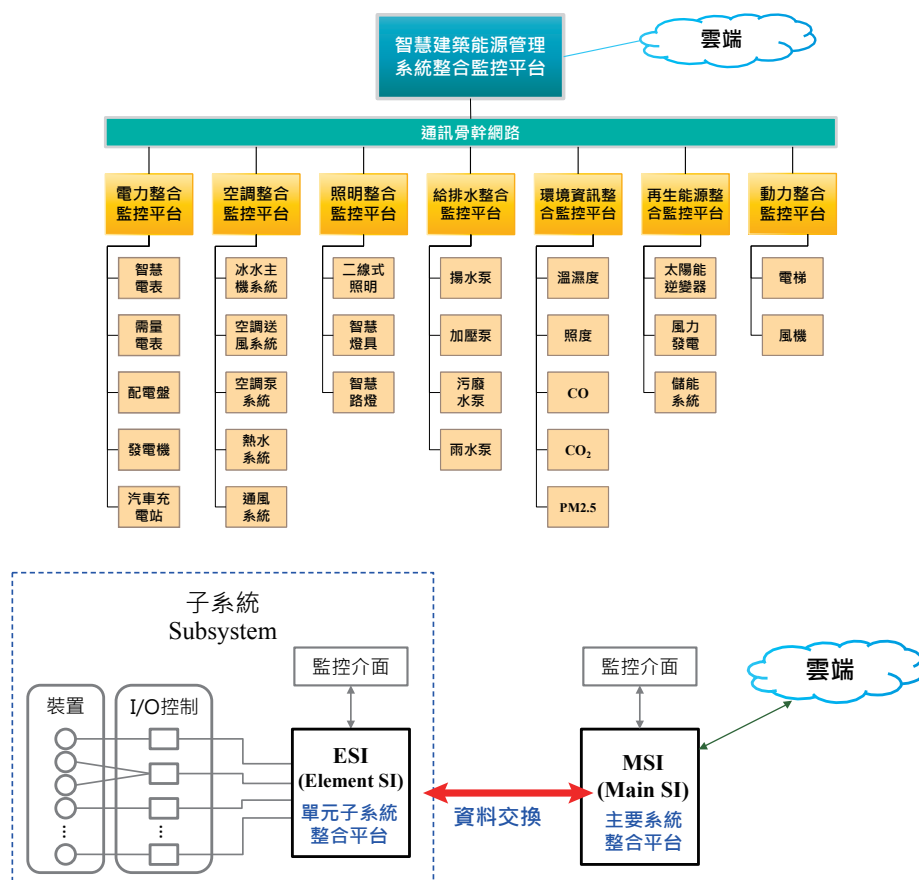 智慧建築能源管理
系統整合監控平台
雲端
通訊骨幹網路
電力整合
監控平台
空調整合
監控平台
照明整合
監控平台
給排水整合
監控平台
環境資訊整
合監控平台
再生能源整
合監控平台
動力整合
監控平台
智慧
電表
需量
電表
配電盤
發電機
汽車充
電站
冰水主
機系統
空調送
風系統
空調泵
系統
熱水
系統
通風
系統
二線式
照明
智慧
燈具
智慧
路燈
揚水泵
加壓泵
污廢
水泵
雨水泵
溫濕度
照度
CO
CO₂
PM2.5
太陽能
逆變器
風力
發電
儲能
系統
電梯
風機
子系統
Subsystem
監控介面
裝置
I/O控制
ESI
(Element SI)
單元子系統
整合平台
資料交換
監控介面
MSI
(Main SI)
主要系統
整合平台
雲端